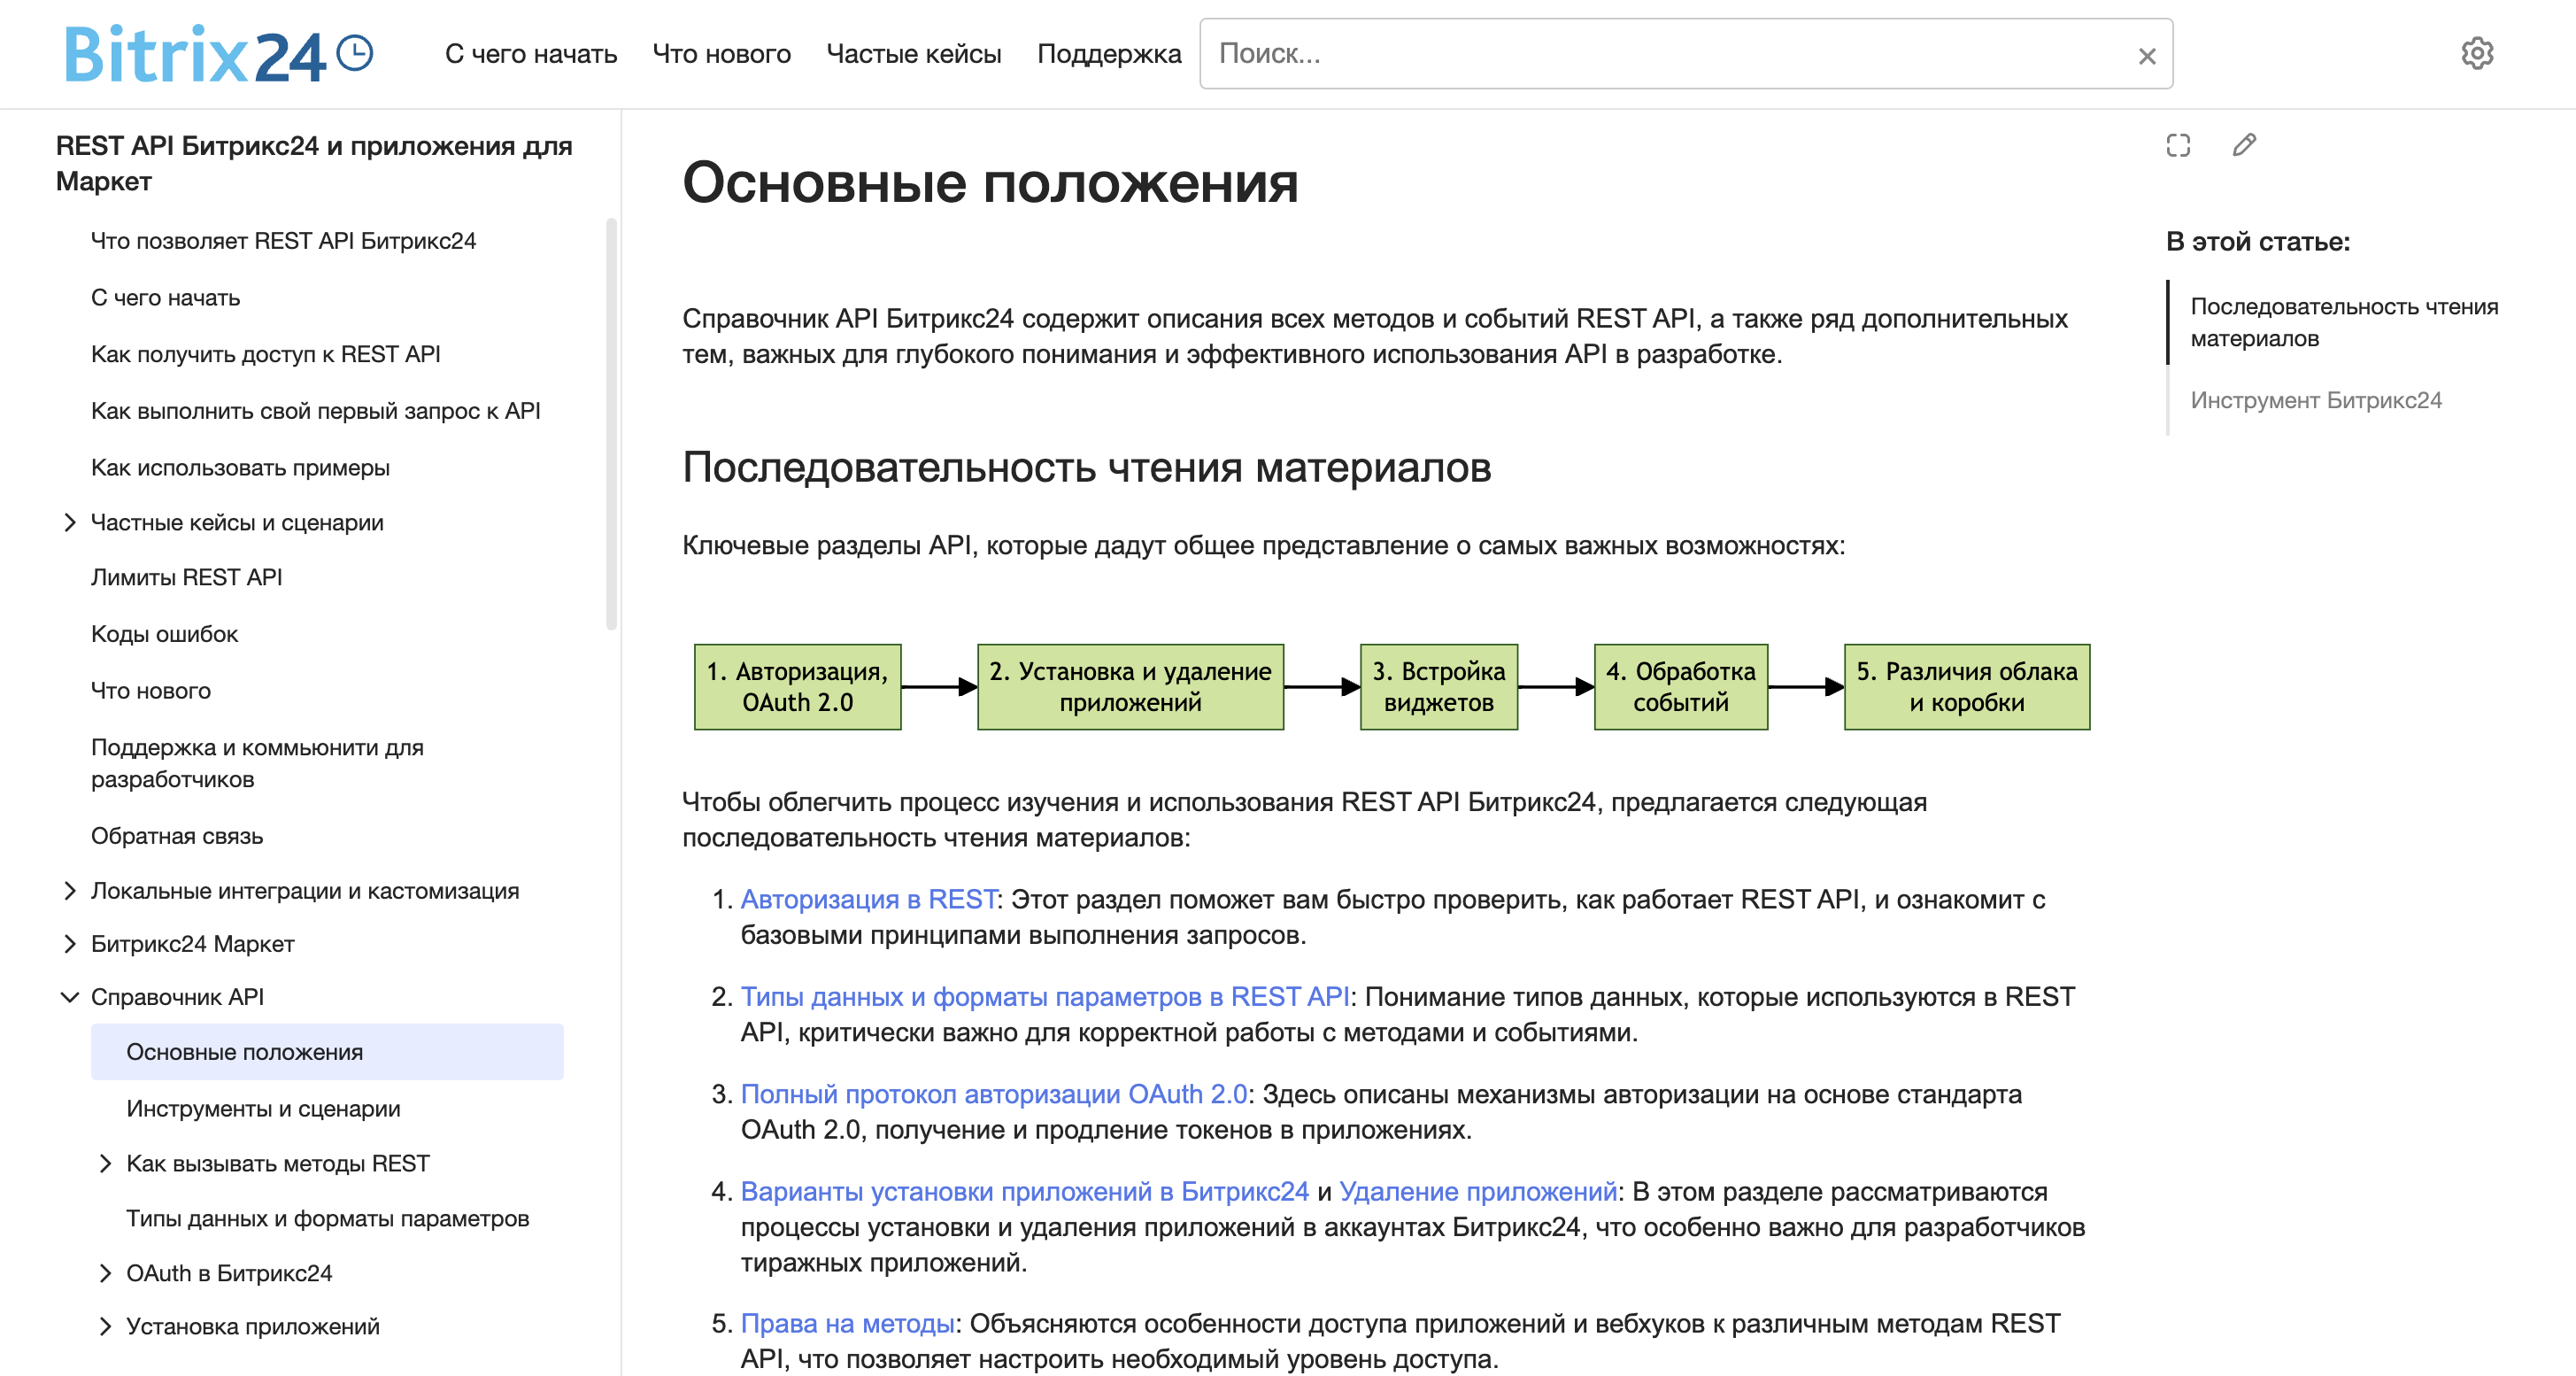 Bitrix24
С чего начать
Что нового
Частые кейсы
Поддержка
Поиск...
REST API Битрикс24 и приложения для
Маркет
Что позволяет REST API Битрикс24
С чего начать
Как получить доступ к REST API
Как выполнить свой первый запрос к API
Как использовать примеры
Частные кейсы и сценарии
Лимиты REST API
Коды ошибок
Что нового
Поддержка и коммьюнити для
разработчиков
Обратная связь
Локальные интеграции и кастомизация
Битрикс24 Маркет
Справочник API
Основные положения
Инструменты и сценарии
Как вызывать методы REST
Типы данных и форматы параметров
OAuth в Битрикс24
Установка приложений
Основные положения
Справочник API Битрикс24 содержит описания всех методов и событий REST API, а также ряд дополнительных
тем, важных для глубокого понимания и эффективного использования API в разработке.
Последовательность чтения материалов
Ключевые разделы API, которые дадут общее представление о самых важных возможностях:
1. Авторизация,
OAuth 2.0
2. Установка и удаление
приложений
3. Встройка
виджетов
4. Обработка
событий
5. Различия облака
и коробки
Чтобы облегчить процесс изучения и использования REST API Битрикс24, предлагается следующая
последовательность чтения материалов:
1. Авторизация в REST: Этот раздел поможет вам быстро проверить, как работает REST API, и ознакомит с
базовыми принципами выполнения запросов.
2. Типы данных и форматы параметров в REST API: Понимание типов данных, которые используются в REST
API, критически важно для корректной работы с методами и событиями.
3. Полный протокол авторизации OAuth 2.0: Здесь описаны механизмы авторизации на основе стандарта
OAuth 2.0, получение и продление токенов в приложениях.
4. Варианты установки приложений в Битрикс24 и Удаление приложений: В этом разделе рассматриваются
процессы установки и удаления приложений в аккаунтах Битрикс24, что особенно важно для разработчиков
тиражных приложений.
5. Права на методы: Объясняются особенности доступа приложений и вебхуков к различным методам REST
API, что позволяет настроить необходимый уровень доступа.
В этой статье:
Последовательность чтения
материалов
Инструмент Битрикс24